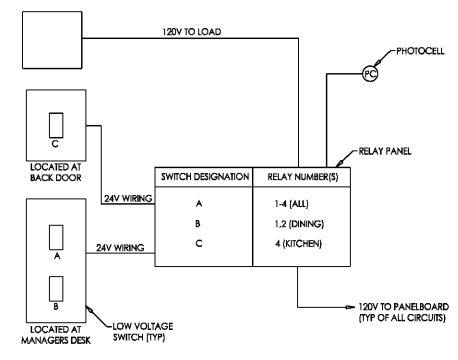 120V TO LOAD
PHOTOCELL
PC
C
LOCATED AT
BACK DOOR
RELAY PANEL
SWITCH DESIGNATION
RELAY NUMBER(S)
A
1-4 (ALL)
B
1,2 (DINING)
C
4 (KITCHEN)
24V WIRING
24V WIRING
A
B
LOCATED AT
MANAGERS DESK
LOW VOLTAGE
SWITCH (TYP)
120V TO PANELBOARD
(TYP OF ALL CIRCUITS)